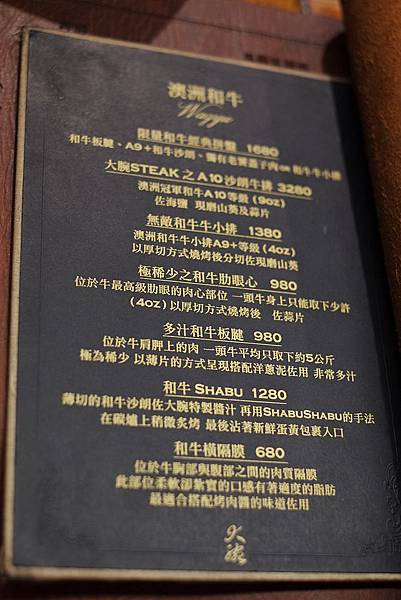 澳洲和牛
Wagyu
限量和牛經典拼盤 1680
和牛板腱、A9+和牛沙朗、獨有老饕蓋子肉or和牛牛小排
大腕STEAK 之 A10沙朗牛排 3280
澳洲冠軍和牛A10等級 (9oz)
佐海鹽 現磨山葵及蒜片
無敵和牛牛小排 1380
澳洲和牛牛小排A9+等級 (4oz)
以厚切方式燒烤後分切佐現磨山葵
極稀少之和牛肋眼心 980
位於牛最高級肋眼的肉心部位 一頭牛身上只能取下少許
(4oz) 以厚切方式燒烤後 佐蒜片
多汁和牛板腱 980
位於牛肩胛上的肉 一頭牛平均只取下約5公斤
極為稀少 以薄片的方式呈現搭配洋蔥泥佐用 非常多汁
和牛 SHABU 1280
薄切的和牛沙朗佐大腕特製醬汁 再用SHABUSHABU的手法
在碳爐上稍微炙烤 最後沾著新鮮蛋黃包裹入口
和牛橫隔膜 680
位於牛胸部與腹部之間的肉質隔膜
此部位柔軟卻紮實的口感有著適度的脂肪
最適合搭配烤肉醬的味道佐用
大腕